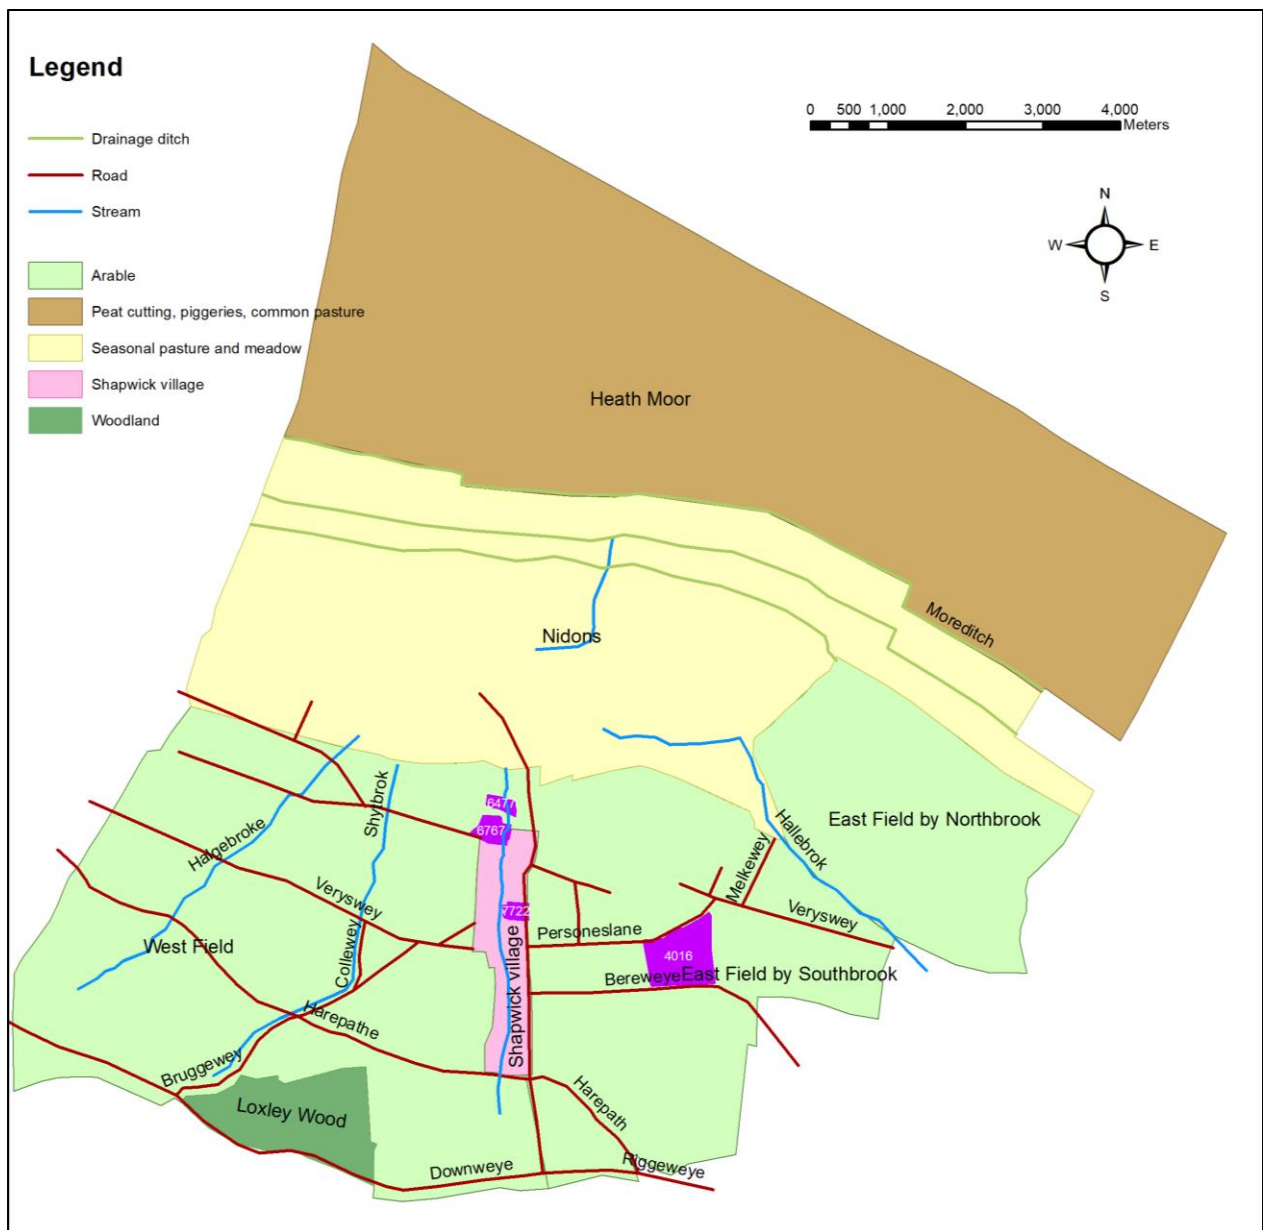 Legend
Drainage ditch
Road
Stream
Arable
Peat cutting, piggeries, common pasture
Seasonal pasture and meadow
Shapwick village
Woodland
0 500 1,000 2,000 3,000 4,000
Meters
N
W E
S
Heath Moor
Moreditch
Nidons
Halgebroke
Shytbrok
6477
6767
Hallebrok
East Field by Northbrook
Melkewey
Veryswey
Veryswey
7722
Personeslane
West Field
Collewey
4016
Bereweye
East Field by Southbrook
Shapwick village
Harepathe
Bruggewey
Loxley Wood
Harepath
Downweye
Riggeweye